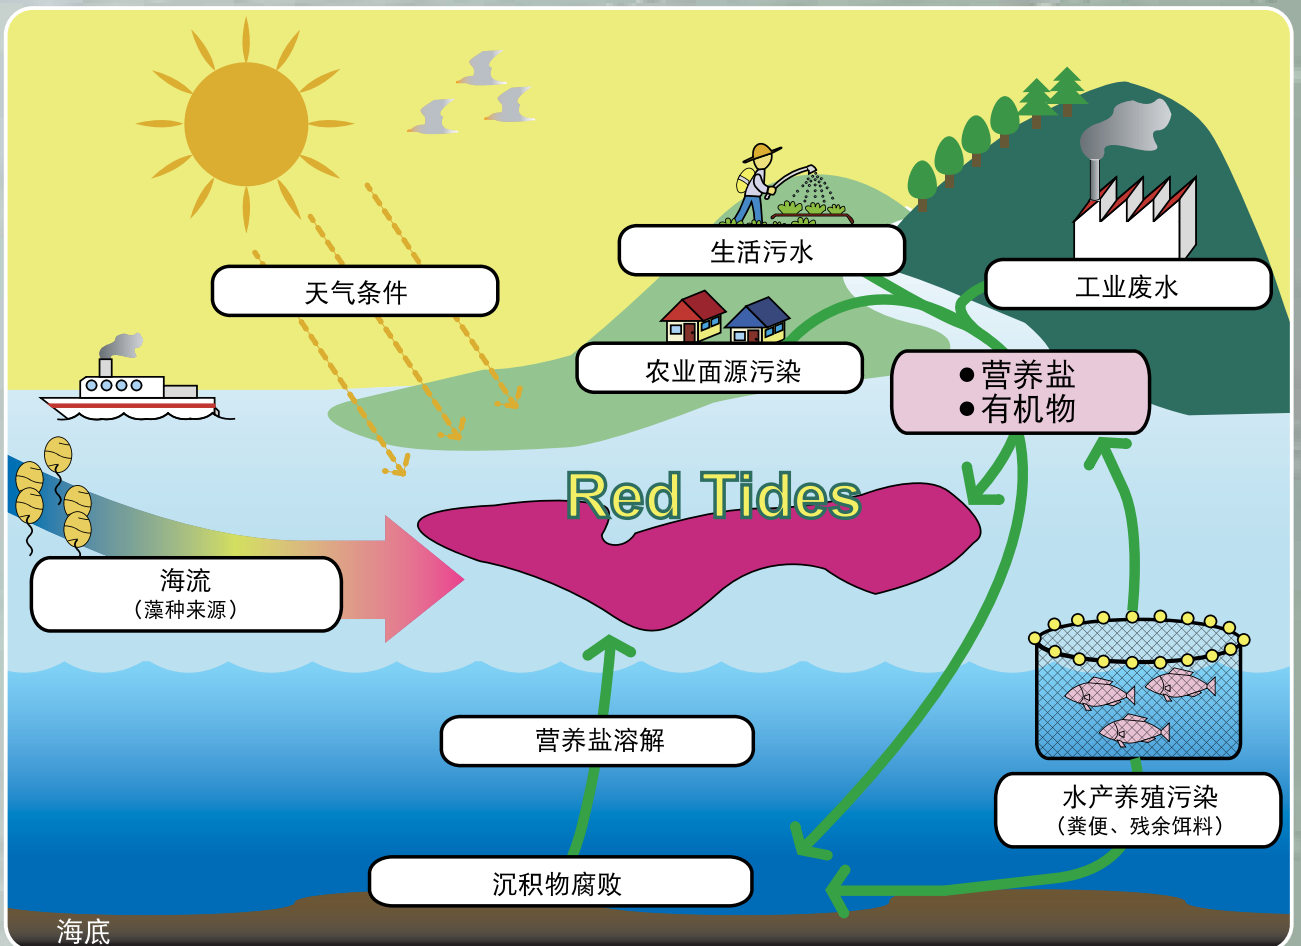 生活污水
天气条件
工业废水
农业面源污染
●营养盐
●有机物
Red Tides
海流
（藻种来源）
营养盐溶解
水产养殖污染
（粪便、残余饵料）
沉积物腐败
海底